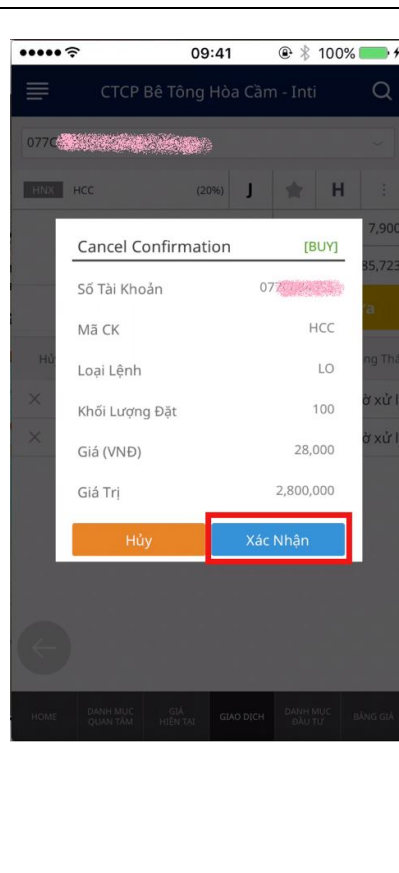 09:41 100%
CTCP Bê Tông Hòa Cầm - Inti
077C
HNX HCC (20%) J H
7,900
Cancel Confirmation [BUY]
85,723
Số Tài Khoản 077
Mã CK HCC
Loại Lệnh LO
Khối Lượng Đặt 100
Giá (VNĐ) 28,000
Giá Trị 2,800,000
Hủy Xác Nhận
HOME DANH MỤC QUAN TÂM GIÁ HIỆN TẠI GIAO DỊCH DANH MỤC ĐẦU TƯ BẢNG GIÁ